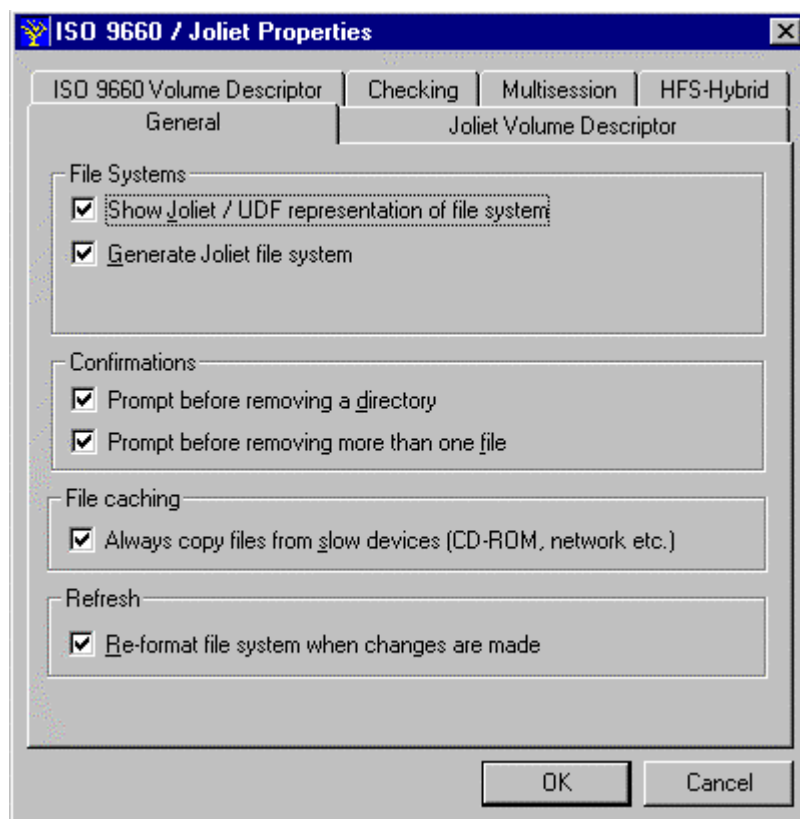 ISO 9660 / Joliet Properties
ISO 9660 Volume Descriptor Checking Multisession HFS-Hybrid
General Joliet Volume Descriptor
File Systems
Show Joliet / UDF representation of file system
Generate Joliet file system
Confirmations
Prompt before removing a directory
Prompt before removing more than one file
File caching
Always copy files from slow devices (CD-ROM, network etc.)
Refresh
Re-format file system when changes are made
OK Cancel